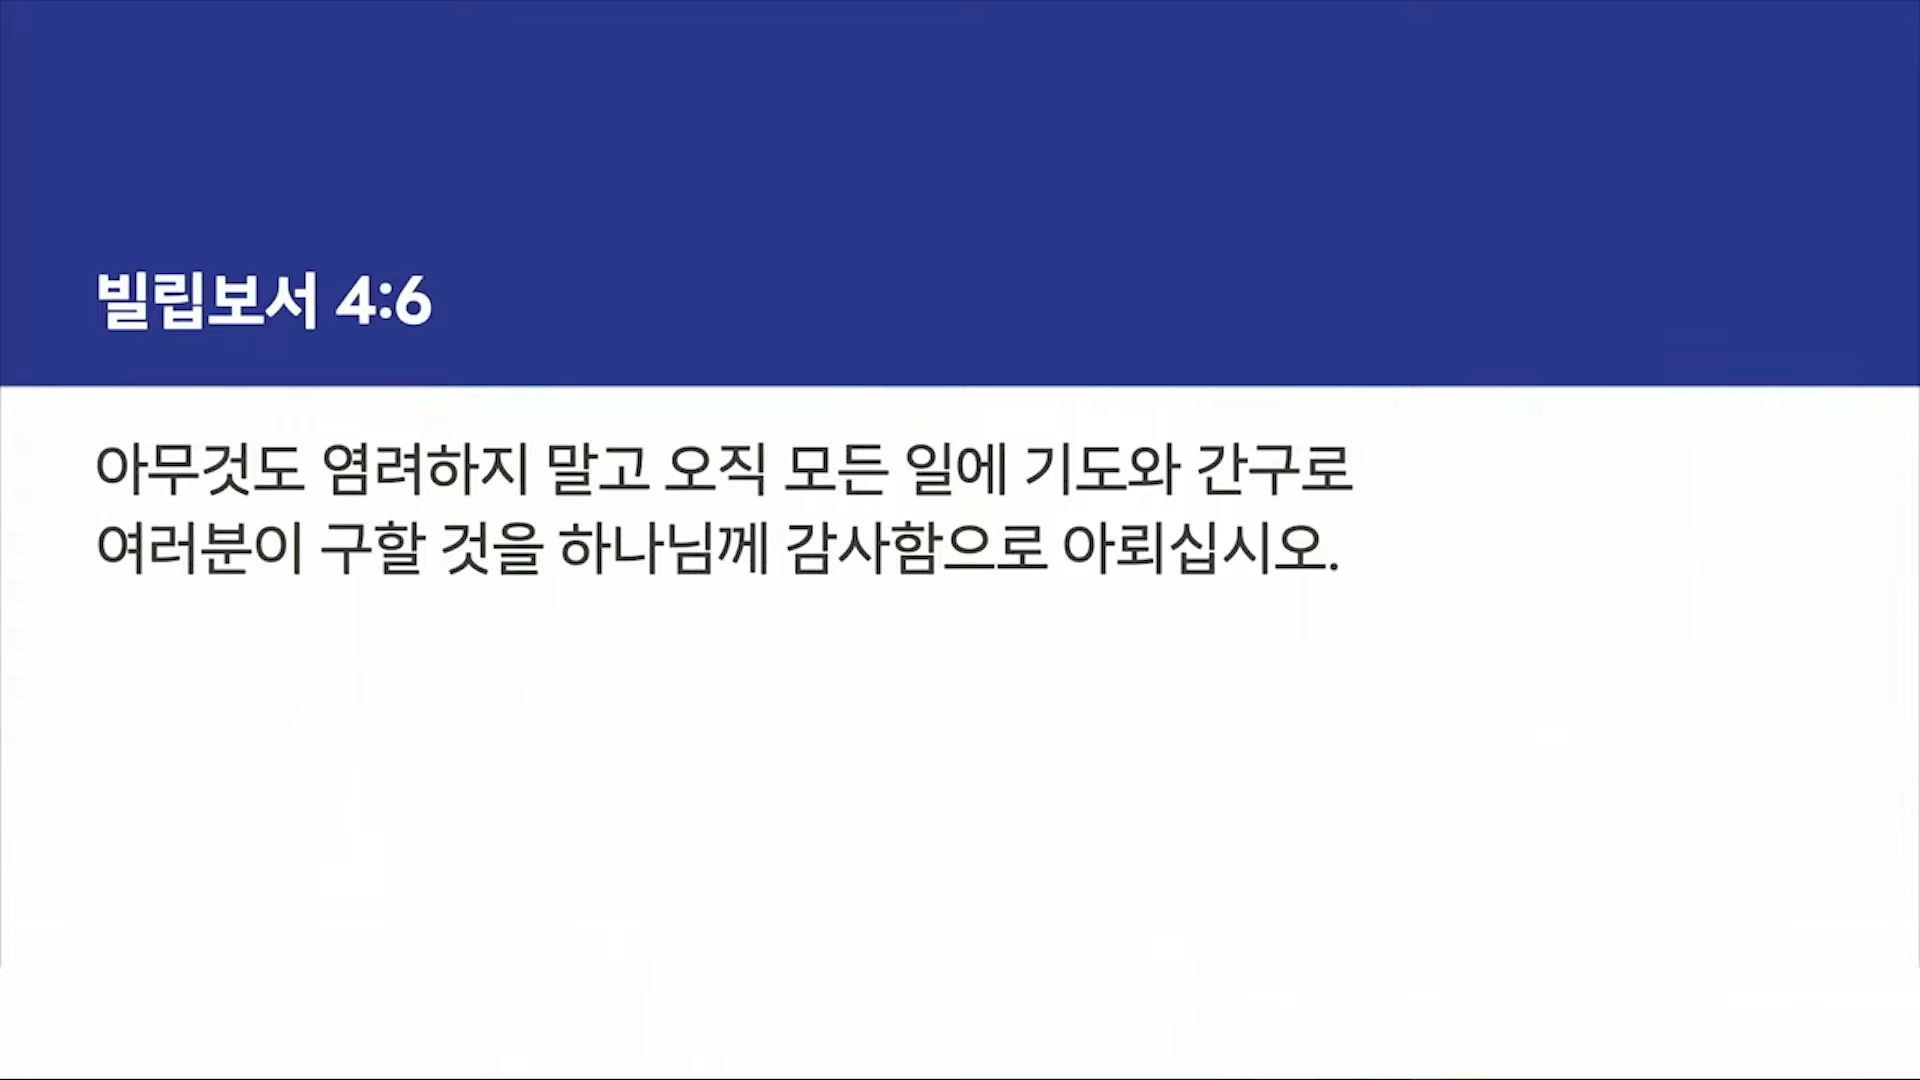 빌립보서 4:6
아무것도 염려하지 말고 오직 모든 일에 기도와 간구로
여러분이 구할 것을 하나님께 감사함으로 아뢰십시오.